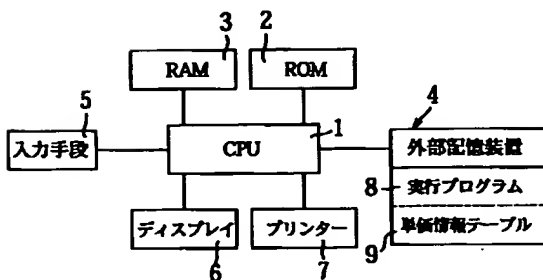 3
2
RAM
ROM
5
1
4
入力手段
CPU
外部記憶装置
8
実行プログラム
ディスプレイ
プリンター
単価情報テーブル
6
7
9